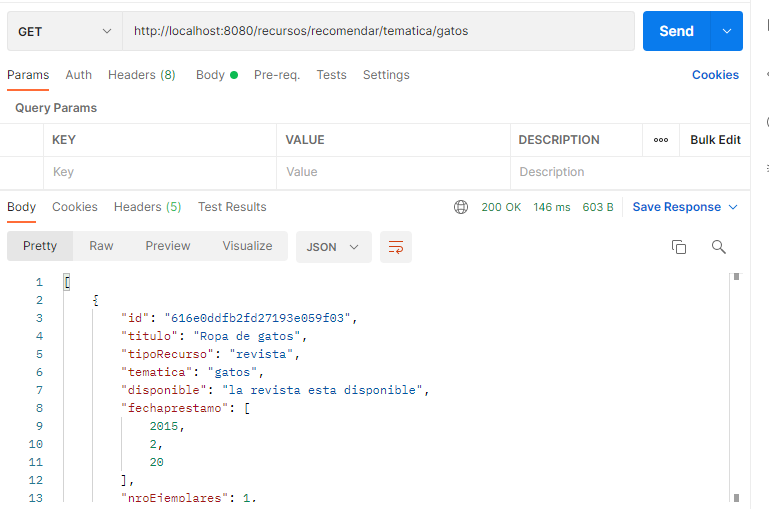 GET http://localhost:8080/recursos/recomendar/tematica/gatos Send
Params Auth Headers (8) Body Pre-req. Tests Settings Cookies
Query Params
KEY VALUE DESCRIPTION ooo Bulk Edit
Key Value Description
Body Cookies Headers (5) Test Results 200 OK 146 ms 603 B Save Response
Pretty Raw Preview Visualize JSON
1 [
2 {
3 "id": "616e0ddfb2fd27193e059f03",
4 "titulo": "Ropa de gatos",
5 "tipoRecurso": "revista",
6 "tematica": "gatos",
7 "disponible": "la revista esta disponible",
8 "fechaprestamo": [
9 2015,
10 2,
11 20
12 ],
13 "nroEjemplares": 1,